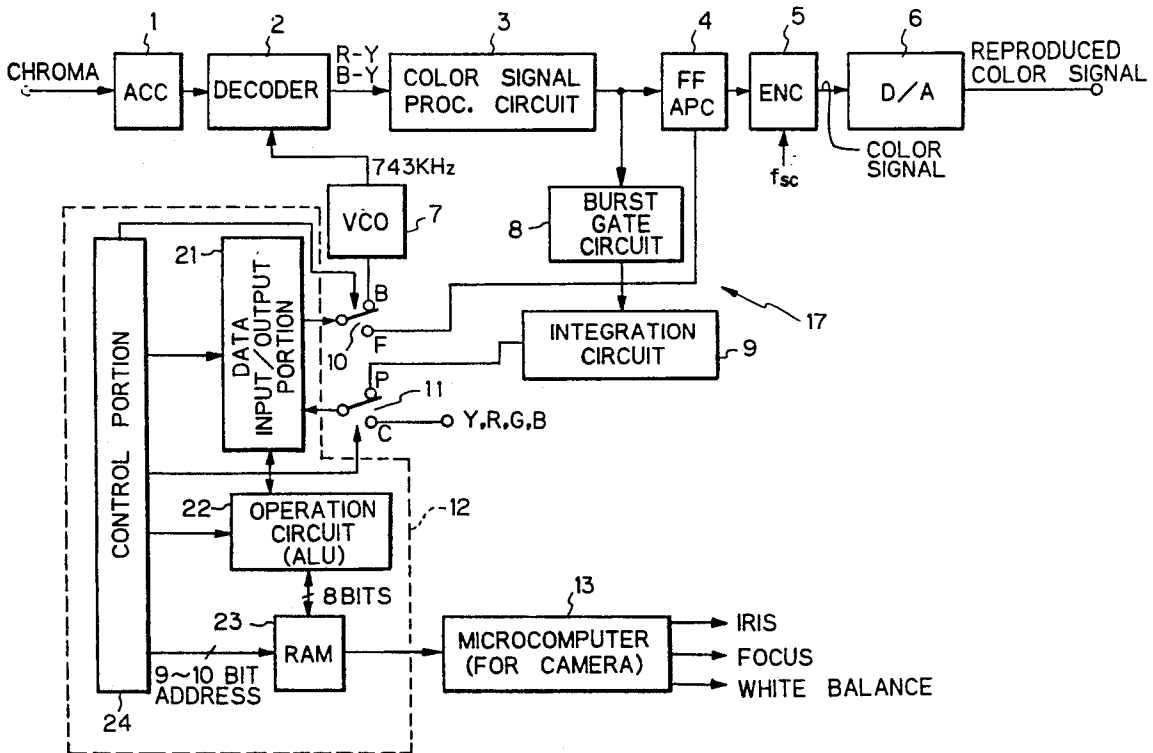 1
2
3
4
5
6
CHROMA
ACC
DECODER
R-Y
B-Y
COLOR SIGNAL
PROC. CIRCUIT
FF
APC
ENC
D/A
REPRODUCED
COLOR SIGNAL
fsc
COLOR
SIGNAL
743KHz
VCO
7
8
BURST
GATE
CIRCUIT
21
DATA
INPUT/OUTPUT
PORTION
B
10
F
17
INTEGRATION
CIRCUIT
9
P
11
C
Y,R,G,B
CONTROL PORTION
22
OPERATION
CIRCUIT
(ALU)
12
8BITS
23
RAM
13
MICROCOMPUTER
(FOR CAMERA)
IRIS
FOCUS
WHITE BALANCE
9~10 BIT
ADDRESS
24